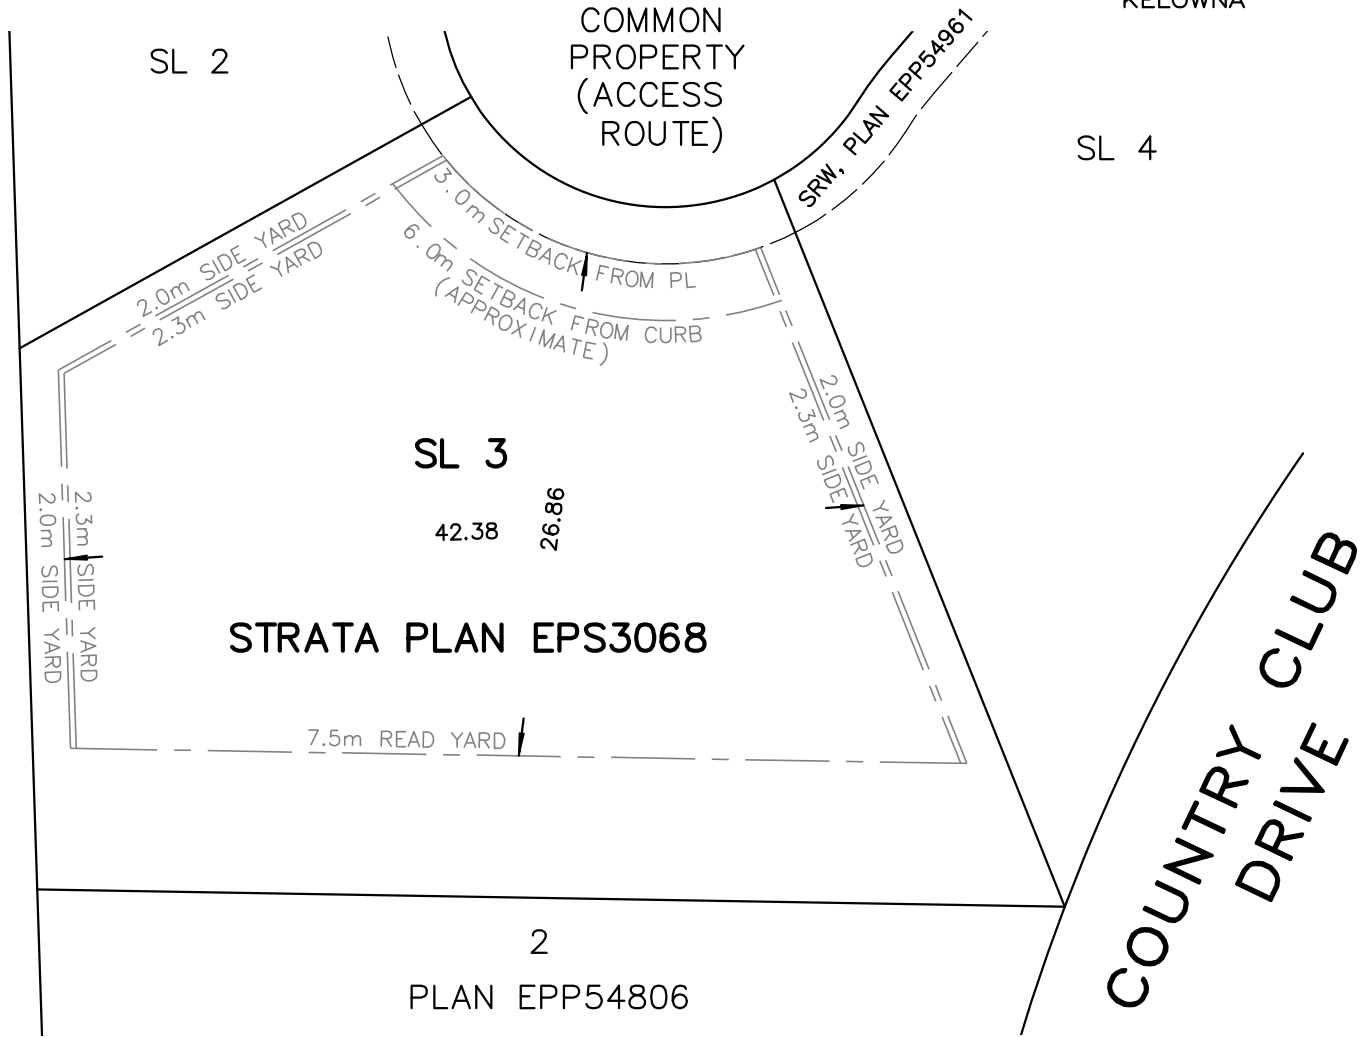 KELOWNA
COMMON
PROPERTY
(ACCESS
ROUTE)
SL 2
SRW, PLAN EPP54961
SL 4
3.0m SETBACK FROM PL
6.0m SETBACK FROM CURB
(APPROXIMATE)
2.0m SIDE YARD
2.3m SIDE YARD
2.0m SIDE YARD
2.3m SIDE YARD
SL 3
42.38
26.86
2.3m SIDE YARD
2.0m SIDE YARD
STRATA PLAN EPS3068
7.5m READ YARD
COUNTRY CLUB
DRIVE
2
PLAN EPP54806